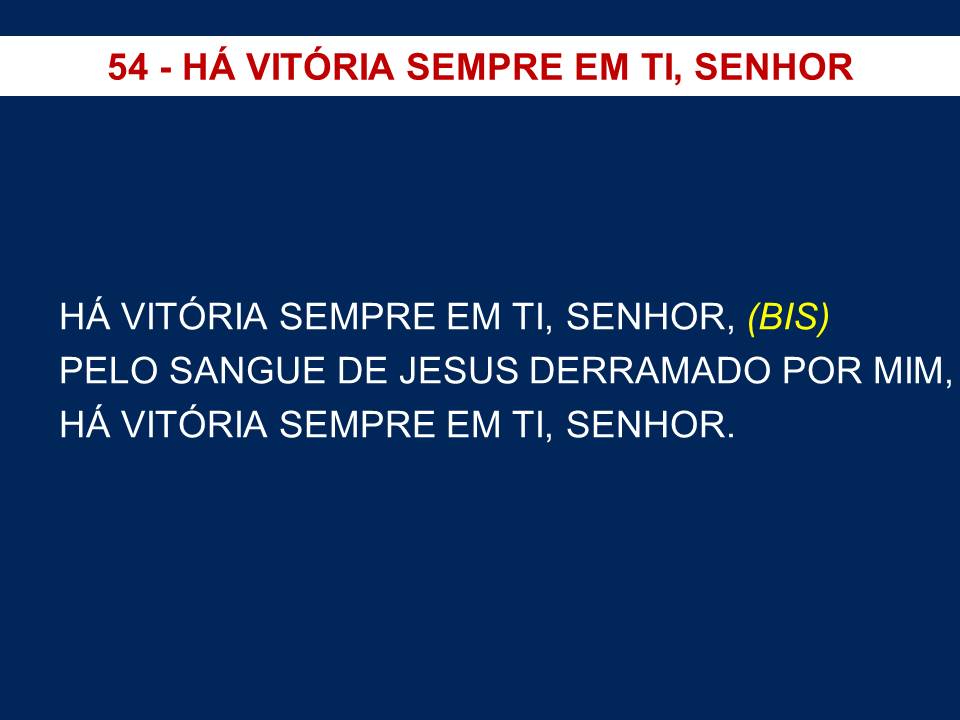 54 - HÁ VITÓRIA SEMPRE EM TI, SENHOR
HÁ VITÓRIA SEMPRE EM TI, SENHOR, (BIS)
PELO SANGUE DE JESUS DERRAMADO POR MIM,
HÁ VITÓRIA SEMPRE EM TI, SENHOR.